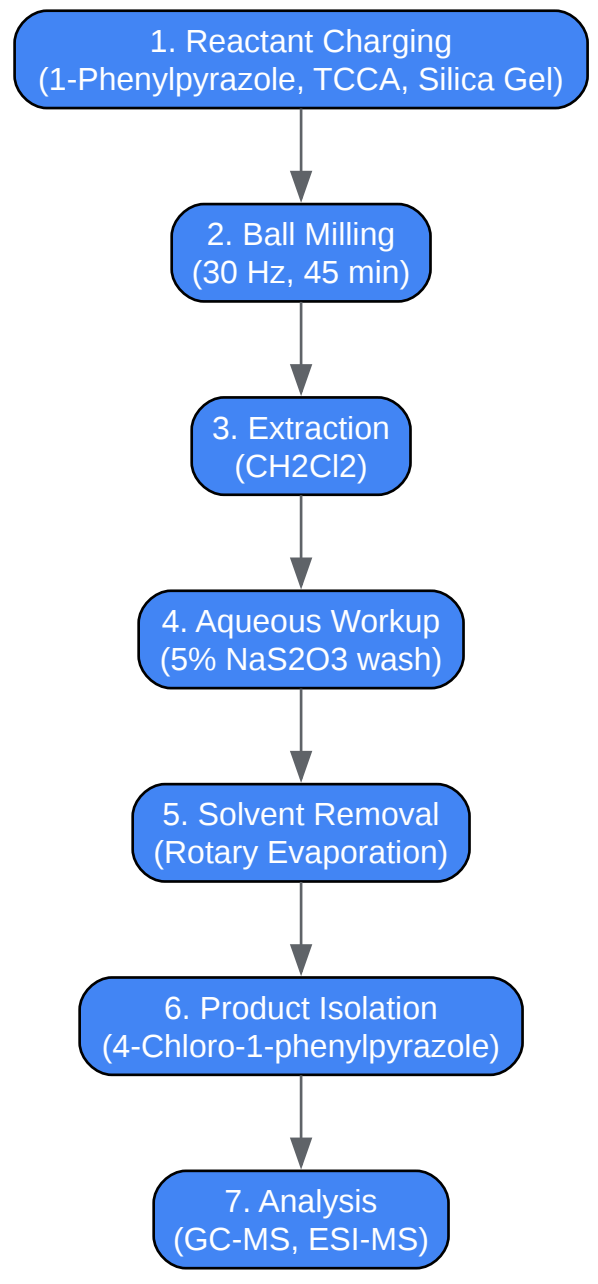 1. Reactant Charging
(1-Phenylpyrazole, TCCA, Silica Gel)
2. Ball Milling
(30 Hz, 45 min)
3. Extraction
(CH2Cl2)
4. Aqueous Workup
(5% NaS2O3 wash)
5. Solvent Removal
(Rotary Evaporation)
6. Product Isolation
(4-Chloro-1-phenylpyrazole)
7. Analysis
(GC-MS, ESI-MS)